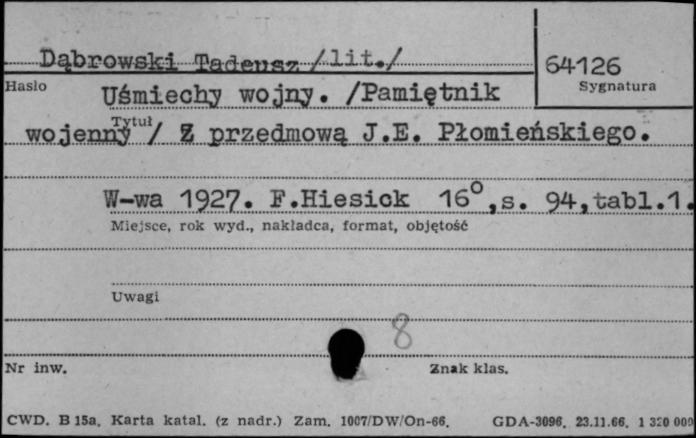 Dąbrowski Tadeusz /lit./
64126
Hasło
Sygnatura
Uśmiechy wojny. /Pamiętnik
Tytuł
wojenny / Z przedmową J.E. Płomieńskiego.
W-wa 1927. F.Hiesick 16°,s. 94,tabl.1.
Miejsce, rok wyd., nakładca, format, objętość
Uwagi
8
Nr inw.
Znak klas.
CWD. B 15a. Karta katal. (z nadr.) Zam. 1007/DW/On-66. GDA-3096. 23.11.66. 1 320 000